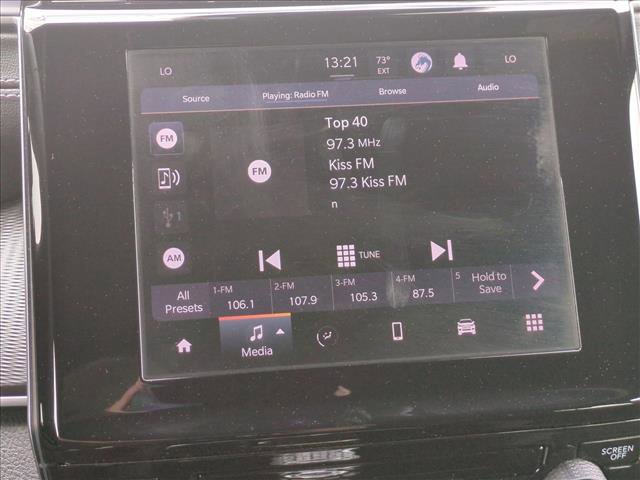 LO 13:21 73° EXT LO
Source Playing: Radio FM Browse Audio
FM
Top 40
97.3 MHz
FM
Kiss FM
97.3 Kiss FM
n
1
AM
TUNE
All Presets 1-FM 106.1 2-FM 107.9 3-FM 105.3 4-FM 87.5 5 Hold to Save
Media
SCREEN
OFF